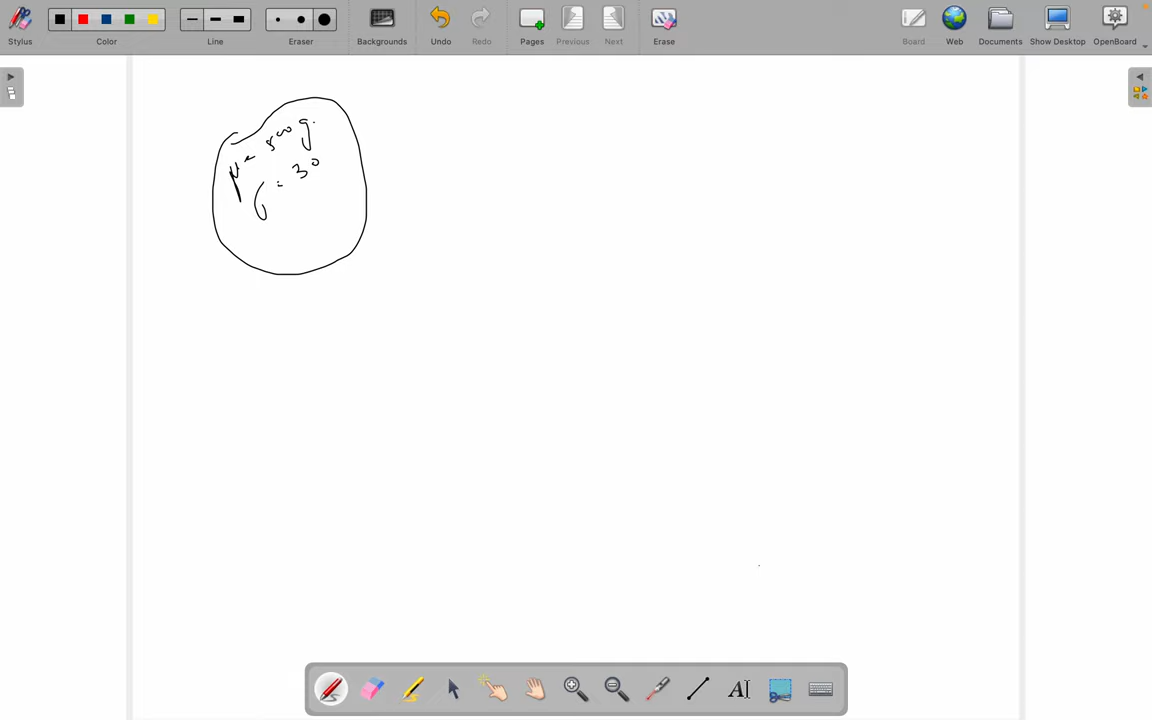 Stylus
Color
Line
Eraser
Backgrounds
Undo
Redo
Pages
Previous
Next
Erase
Board
Web
Documents
Show Desktop
OpenBoard
μ = 500 g.
σ = 30
A